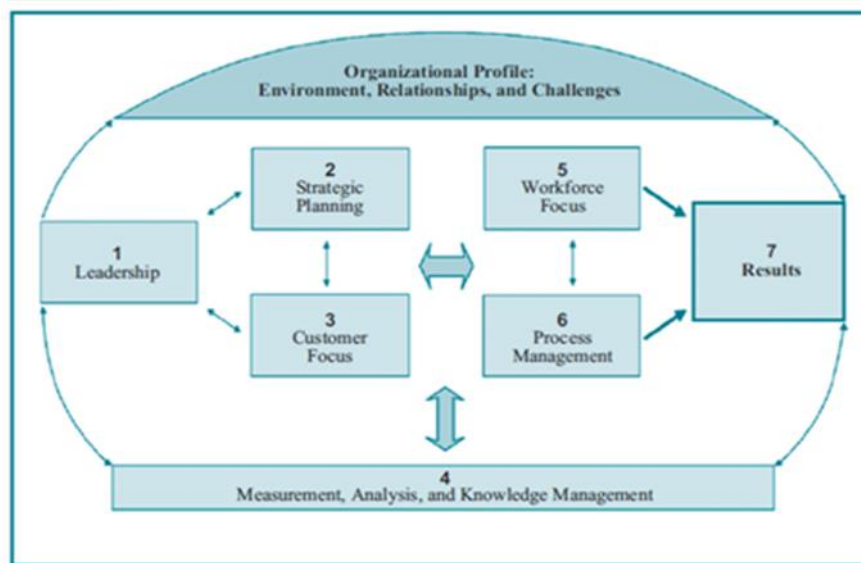 Organizational Profile:
Environment, Relationships, and Challenges
2
Strategic
Planning
5
Workforce
Focus
1
Leadership
7
Results
3
Customer
Focus
6
Process
Management
4
Measurement, Analysis, and Knowledge Management